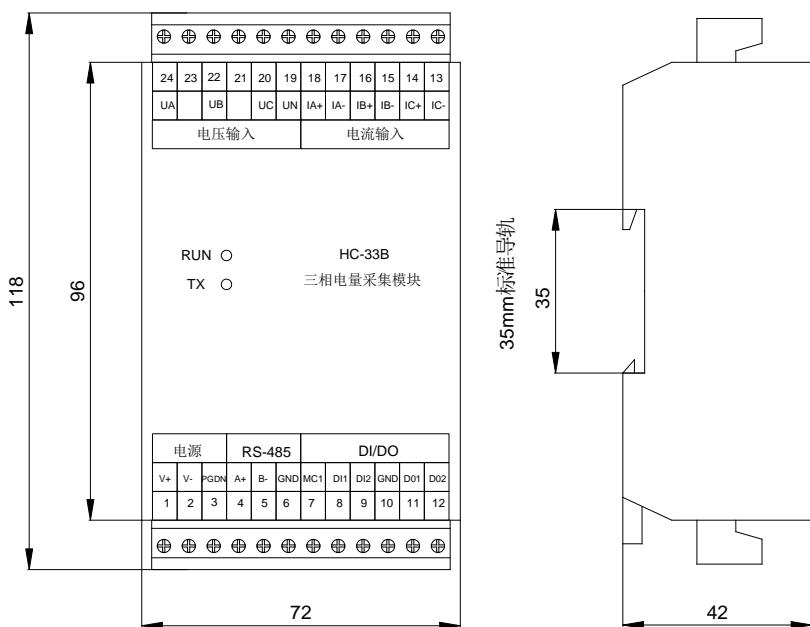 24 23 22 21 20 19 18 17 16 15 14 13
UA UB UC UN IA+ IA- IB+ IB- IC+ IC-
电压输入 电流输入
RUN HC-33B
TX 三相电量采集模块
118
96
35mm标准导轨
35
电源 RS-485 DI/DO
V+ V- PGDN A+ B- GND MC1 DI1 DI2 GND D01 D02
1 2 3 4 5 6 7 8 9 10 11 12
72
42